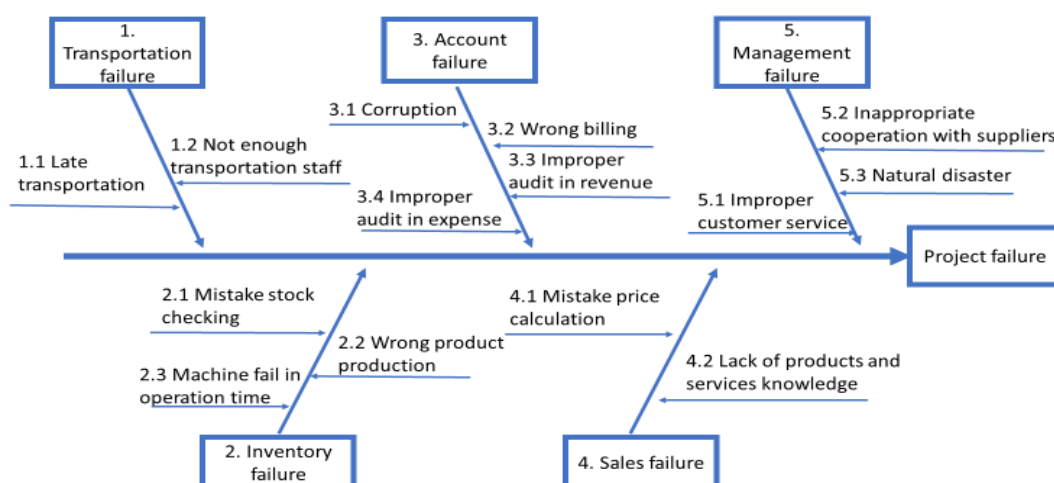 1.
Transportation
failure
3. Account
failure
5.
Management
failure
3.1 Corruption
5.2 Inappropriate
cooperation with suppliers
3.2 Wrong billing
1.2 Not enough
transportation staff
1.1 Late
transportation
3.3 Improper
audit in revenue
5.3 Natural disaster
3.4 Improper
audit in expense
5.1 Improper
customer service
Project failure
2.1 Mistake stock
checking
4.1 Mistake price
calculation
2.2 Wrong product
production
4.2 Lack of products and
services knowledge
2.3 Machine fail in
operation time
2. Inventory
failure
4. Sales failure